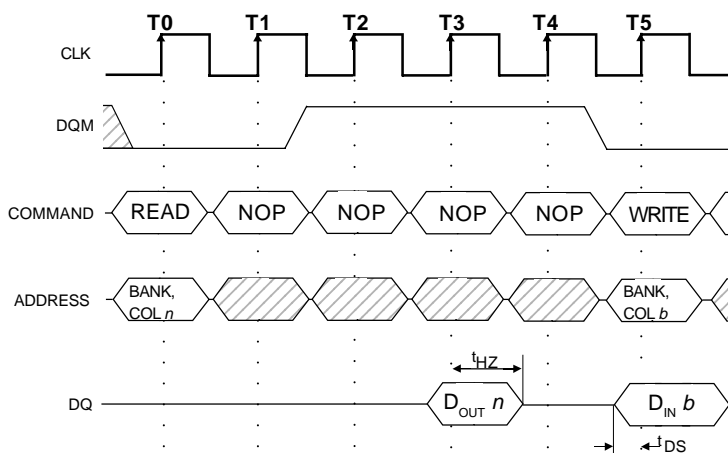 T0 T1 T2 T3 T4 T5
CLK
DQM
COMMAND READ NOP NOP NOP NOP WRITE
ADDRESS BANK, COL n BANK, COL b
tHZ
DQ DOUT n DIN b
tDS